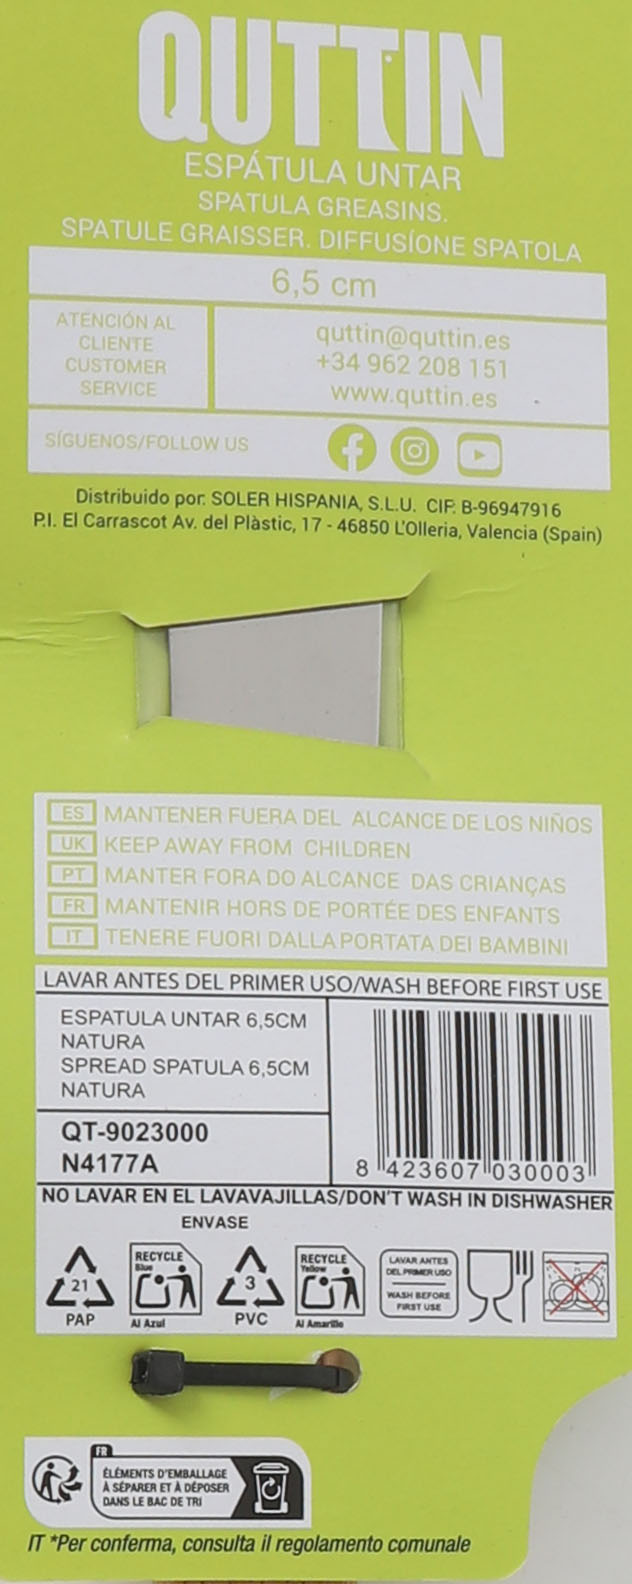 QUTTIN
ESPÁTULA UNTAR
SPATULA GREASINS.
SPATULE GRAISSER. DIFFUSÍONE SPATOLA
6,5 cm
ATENCIÓN AL
CLIENTE
CUSTOMER
SERVICE
quttin@quttin.es
+34 962 208 151
www.quttin.es
SÍGUENOS/FOLLOW US
Distribuido por: SOLER HISPANIA, S.L.U. CIF: B-96947916
P.I. El Carrascot Av. del Plàstic, 17 - 46850 L'Olleria, Valencia (Spain)
ES MANTENER FUERA DEL ALCANCE DE LOS NIÑOS
UK KEEP AWAY FROM CHILDREN
PT MANTER FORA DO ALCANCE DAS CRIANÇAS
FR MANTENIR HORS DE PORTÉE DES ENFANTS
IT TENERE FUORI DALLA PORTATA DEI BAMBINI
LAVAR ANTES DEL PRIMER USO/WASH BEFORE FIRST USE
ESPATULA UNTAR 6,5CM
NATURA
SPREAD SPATULA 6,5CM
NATURA
QT-9023000
N4177A
8 423607 030003
NO LAVAR EN EL LAVAVAJILLAS/DON'T WASH IN DISHWASHER
ENVASE
21
PAP
RECYCLE
Blue
Al Azul
3
PVC
RECYCLE
Yellow
Al Amarillo
LAVAR ANTES
DEL PRIMER USO
WASH BEFORE
FIRST USE
FR
ÉLÉMENTS D'EMBALLAGE
À SÉPARER ET À DÉPOSER
DANS LE BAC DE TRI
IT *Per conferma, consulta il regolamento comunale